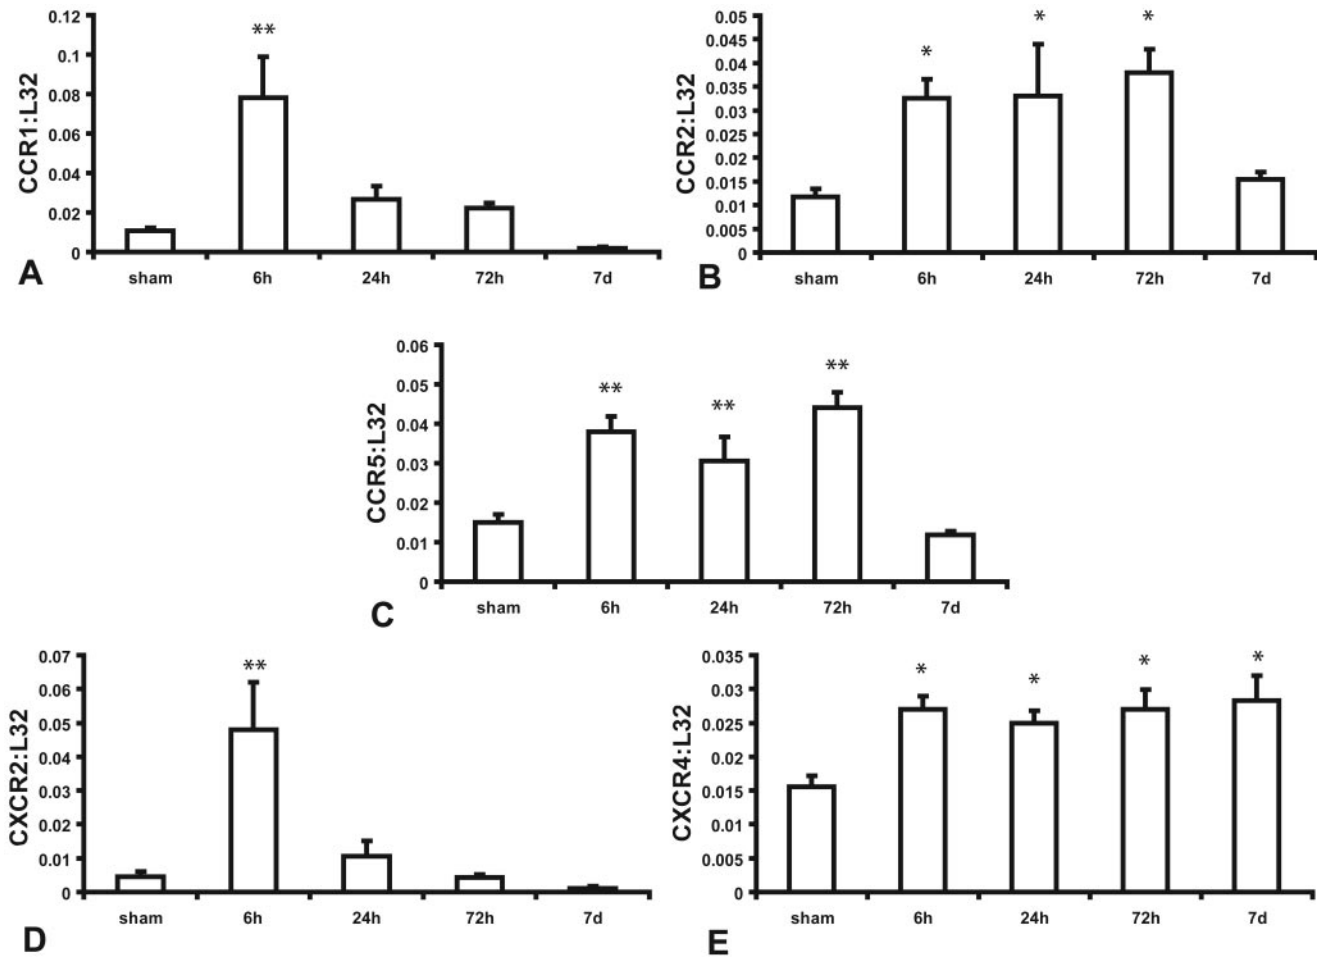 CCR1:L32
0.12
0.1
0.08
0.06
0.04
0.02
0
**
sham 6h 24h 72h 7d
A
CCR2:L32
0.05
0.045
0.04
0.035
0.03
0.025
0.02
0.015
0.01
0.005
0
* * *
sham 6h 24h 72h 7d
B
CCR5:L32
0.06
0.05
0.04
0.03
0.02
0.01
0
** ** **
sham 6h 24h 72h 7d
C
CXCR2:L32
0.07
0.06
0.05
0.04
0.03
0.02
0.01
0
**
sham 6h 24h 72h 7d
D
CXCR4:L32
0.035
0.03
0.025
0.02
0.015
0.01
0.005
0
* * * *
sham 6h 24h 72h 7d
E